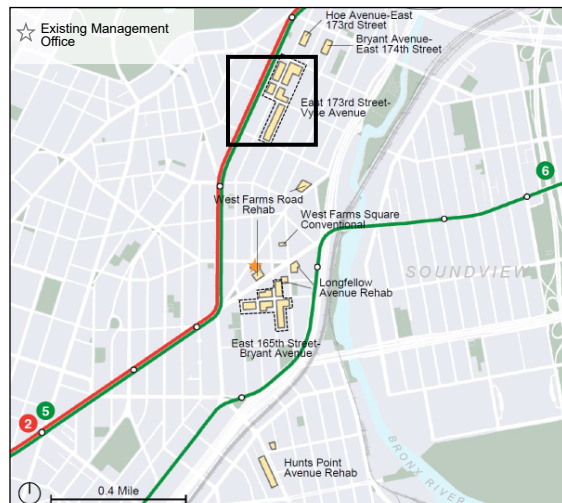 Existing Management
Office
Hoe Avenue-East
173rd Street
Bryant Avenue-
East 174th Street
East 173rd Street-
Vyse Avenue
6
West Farms Road
Rehab
West Farms Square
Conventional
SOUNDVIEW
Longfellow
Avenue Rehab
East 165th Street-
Bryant Avenue
5
2
Hunts Point
Avenue Rehab
BRONX RIVER
0.4 Mile